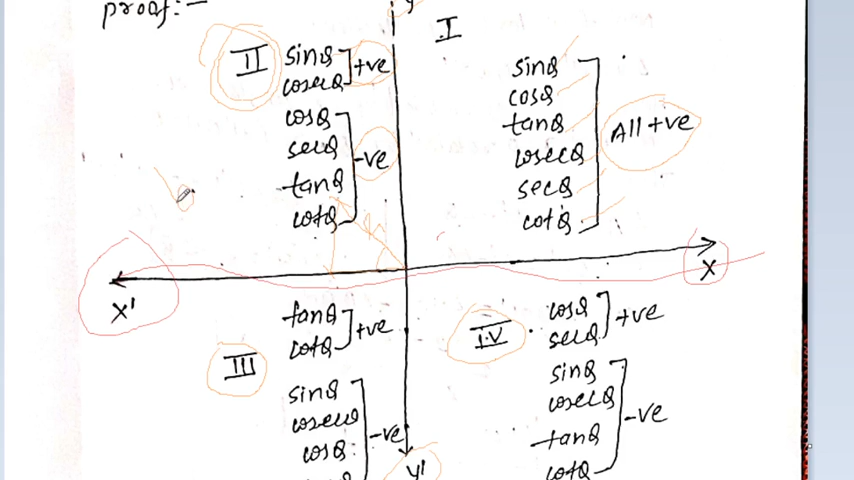 proof:-
y
I
II
sinθ
cosecθ
+ve
cosθ
secθ
tanθ
cotθ
-ve
sinθ
cosθ
tanθ
cosecθ
secθ
cotθ
All +ve
X'
X
tanθ
cotθ
+ve
III
sinθ
cosecθ
cosθ
-ve
y'
IV
cosθ
secθ
+ve
sinθ
cosecθ
tanθ
cotθ
-ve